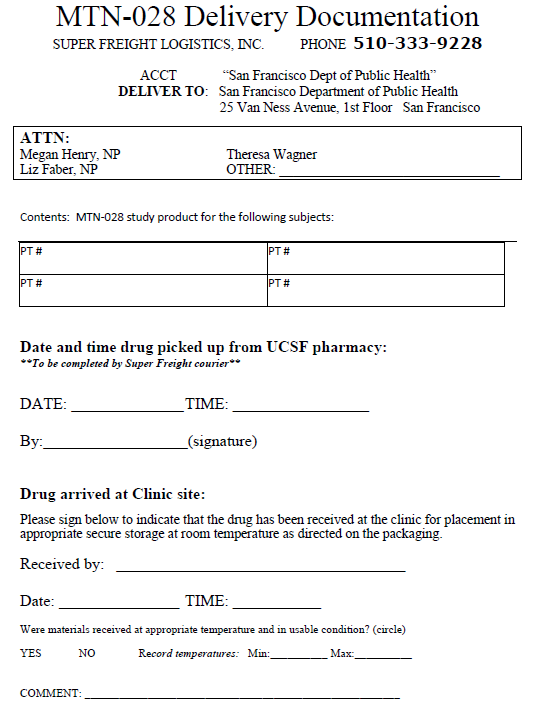 MTN-028 Delivery Documentation
SUPER FREIGHT LOGISTICS, INC. PHONE 510-333-9228
ACCT "San Francisco Dept of Public Health"
DELIVER TO: San Francisco Department of Public Health
25 Van Ness Avenue, 1st Floor San Francisco
ATTN:
Megan Henry, NP Theresa Wagner
Liz Faber, NP OTHER: ____________________
Contents: MTN-028 study product for the following subjects:
PT # PT #
PT # PT #
Date and time drug picked up from UCSF pharmacy:
**To be completed by Super Freight courier**
DATE: ______________TIME: _________________
By:__________________(signature)
Drug arrived at Clinic site:
Please sign below to indicate that the drug has been received at the clinic for placement in
appropriate secure storage at room temperature as directed on the packaging.
Received by: ____________________________________
Date: _______________ TIME: ___________
Were materials received at appropriate temperature and in usable condition? (circle)
YES NO Record temperatures: Min:__________ Max:__________
COMMENT: ____________________________________________________